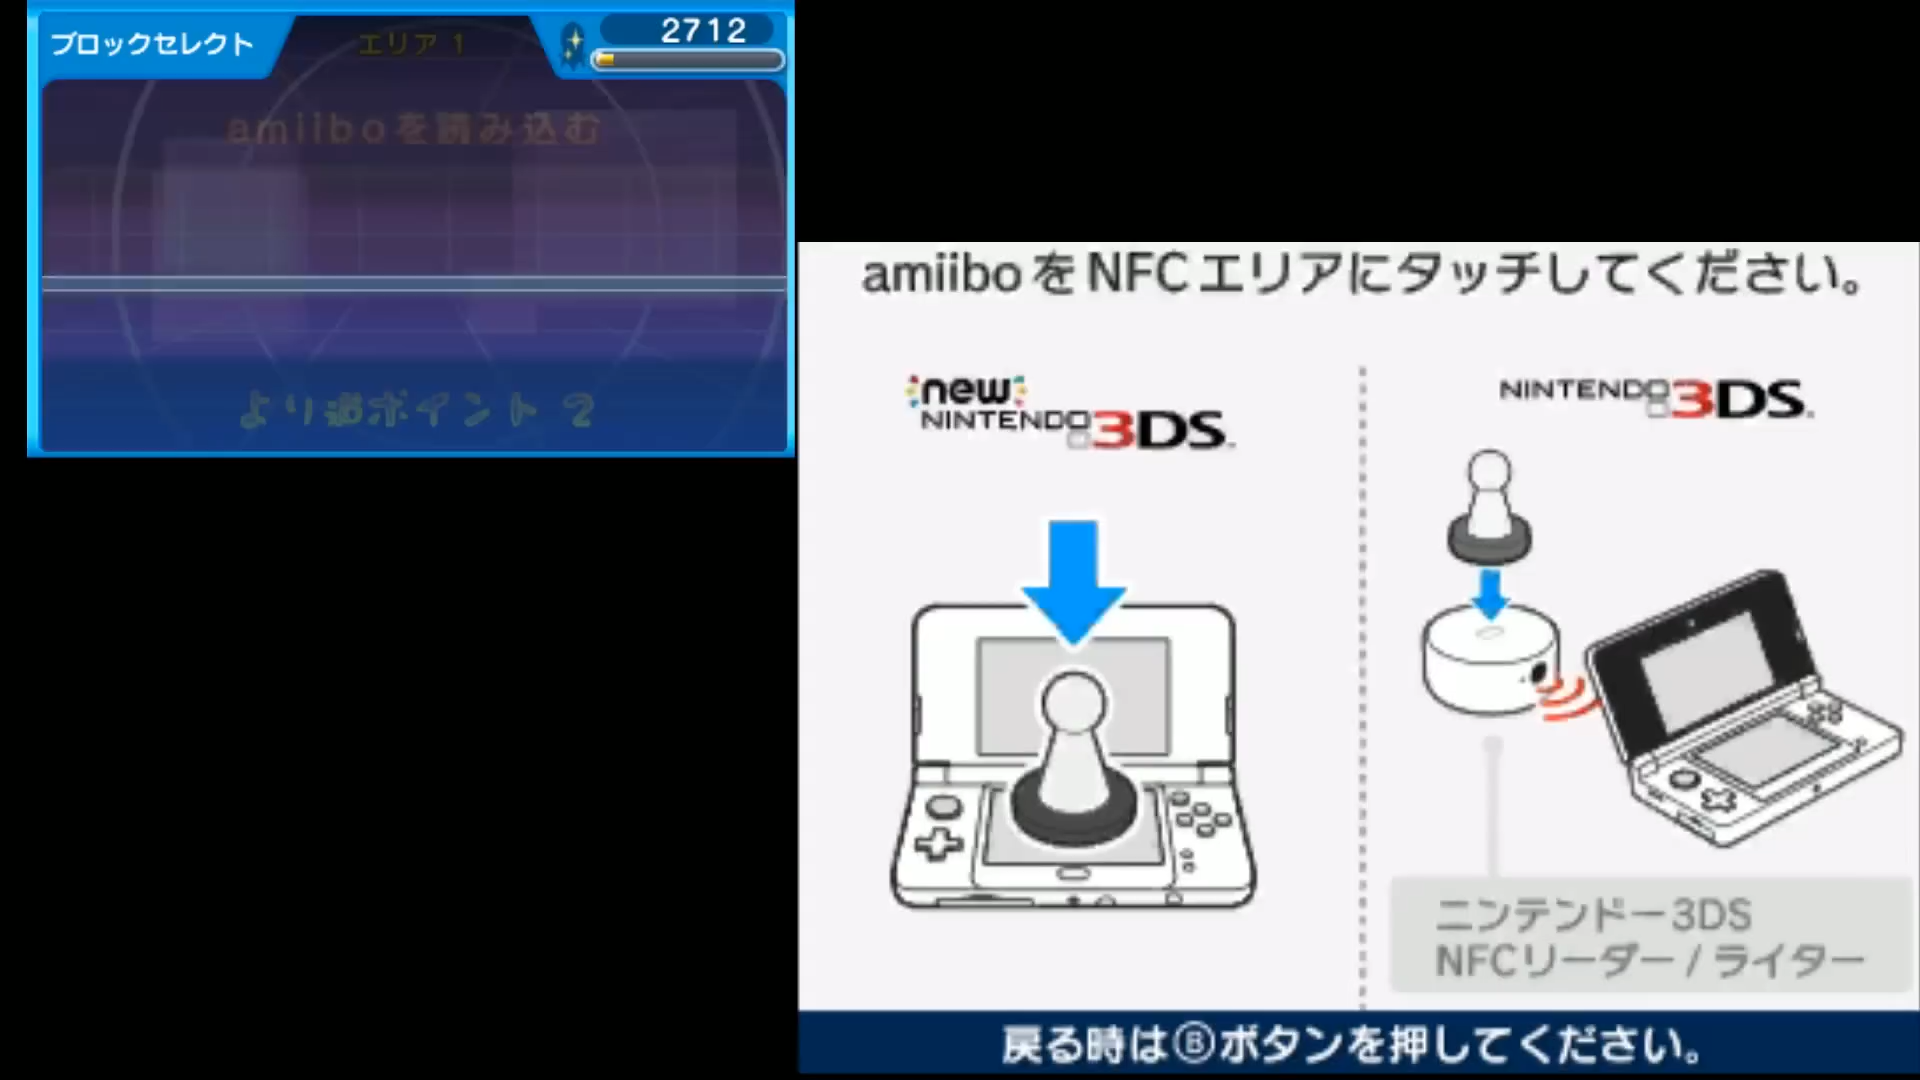 ブロックセレクト
エリア 1
2712
amiiboを読み込む
より道ポイント 2
amiiboをNFCエリアにタッチしてください。
new
NINTENDO 3DS™
NINTENDO 3DS™
ニンテンドー3DS
NFCリーダー / ライター
戻る時はⒷボタンを押してください。